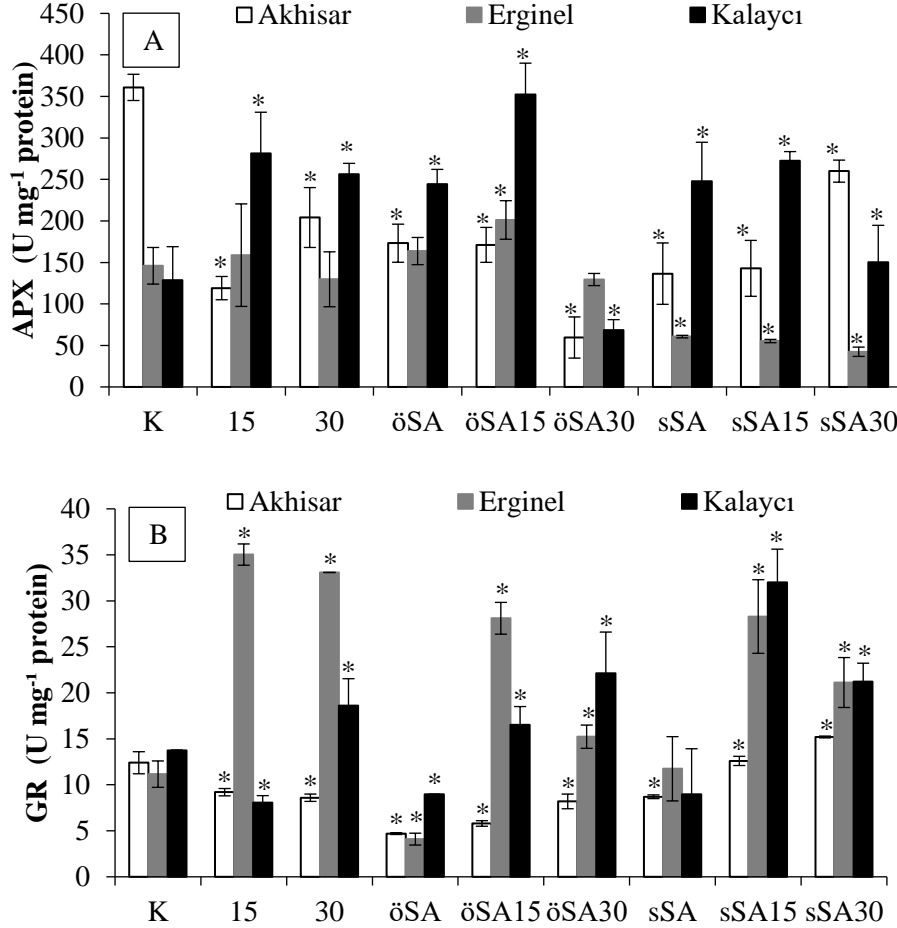 Akhisar Erginel Kalaycı
A
450
400
350
300
250
200
150
100
50
0
APX (U mg⁻¹ protein)
* * * * * * * * * * * * * * * * * * *
K 15 30 öSA öSA15 öSA30 sSA sSA15 sSA30
Akhisar Erginel Kalaycı
B
40
35
30
25
20
15
10
5
0
GR (U mg⁻¹ protein)
* * * * * * * * * * * * * * * * * * * * * *
K 15 30 öSA öSA15 öSA30 sSA sSA15 sSA30